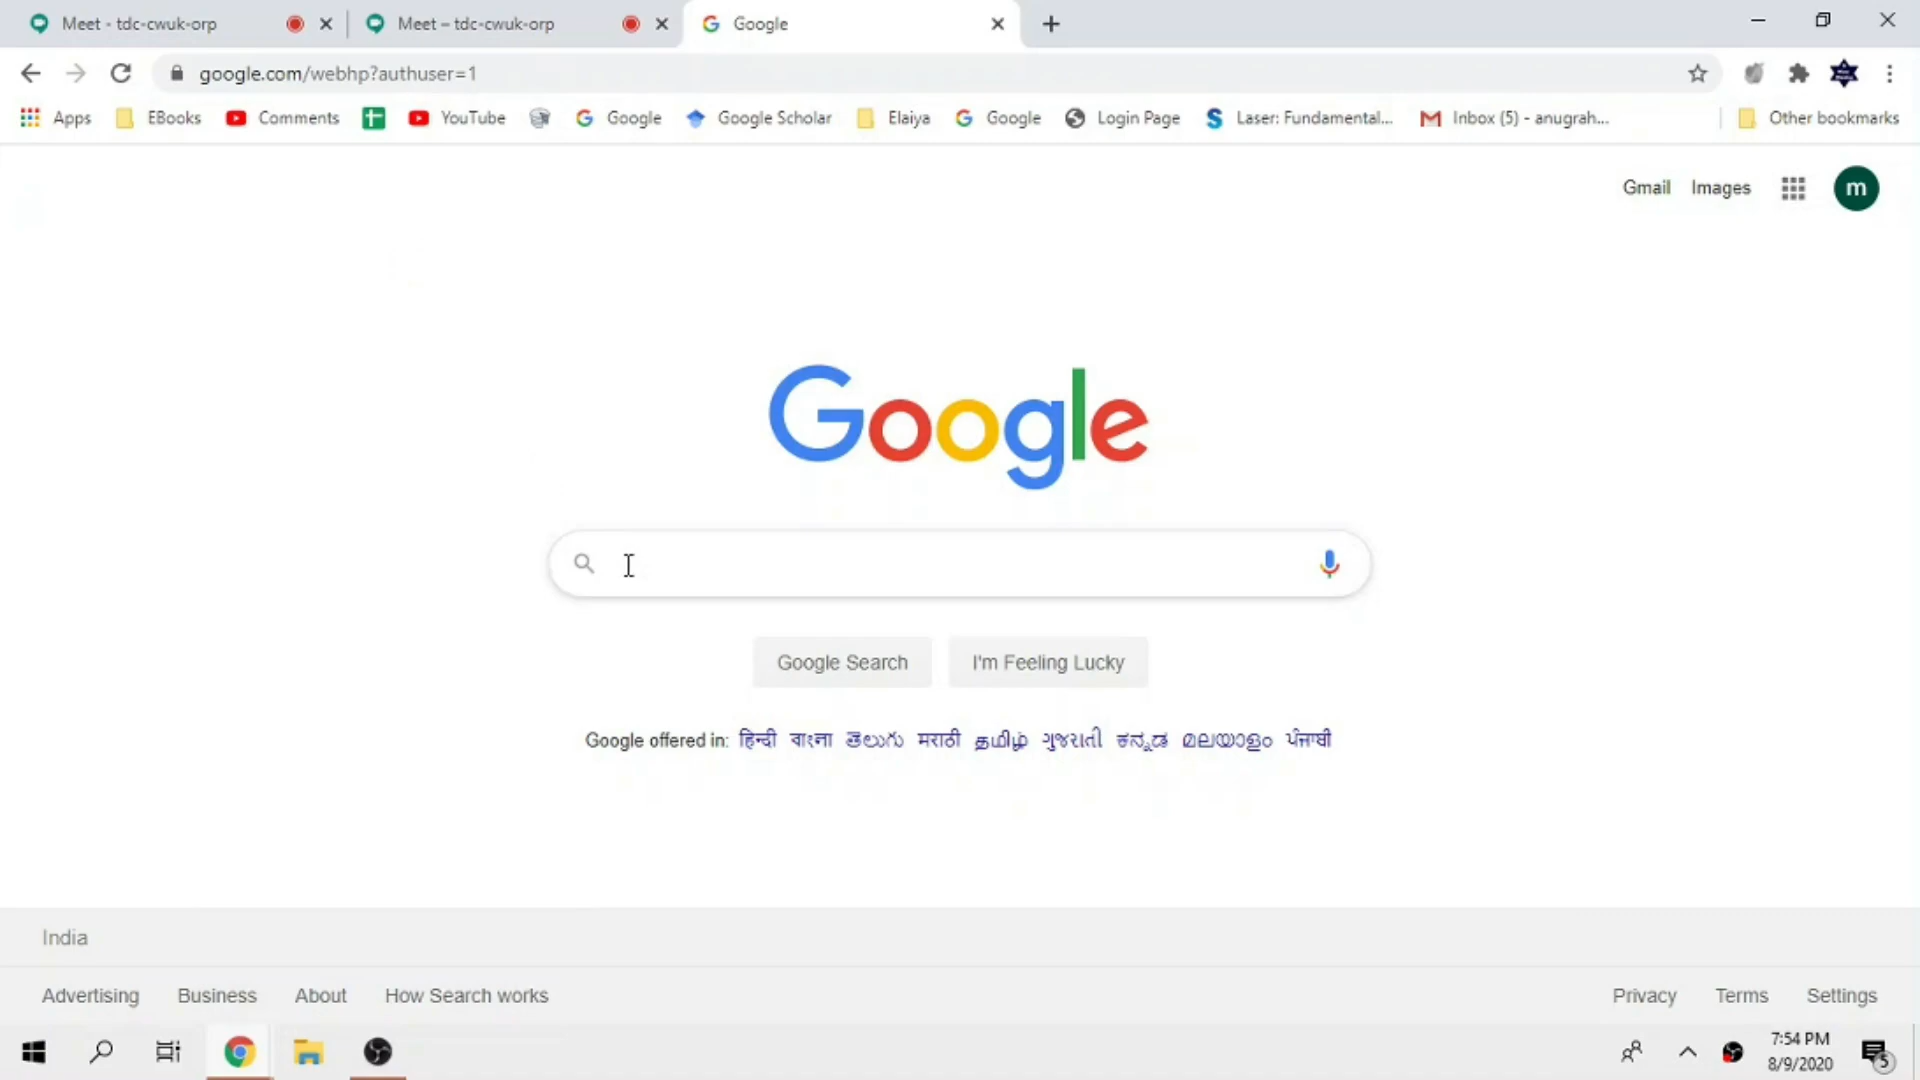 Meet - tdc-cwuk-orp
Meet – tdc-cwuk-orp
Google
google.com/webhp?authuser=1
Apps EBooks Comments YouTube Google Google Scholar Elaiya Google Login Page Laser: Fundamental... Inbox (5) - anugrah... Other bookmarks
Gmail Images m
Google
Google Search I'm Feeling Lucky
Google offered in: हिन्दी বাংলা తెలుగు मराठी தமிழ் ગુજરાતી ಕನ್ನಡ മലയാളം ਪੰਜਾਬੀ
India
Advertising Business About How Search works Privacy Terms Settings
7:54 PM
8/9/2020
5